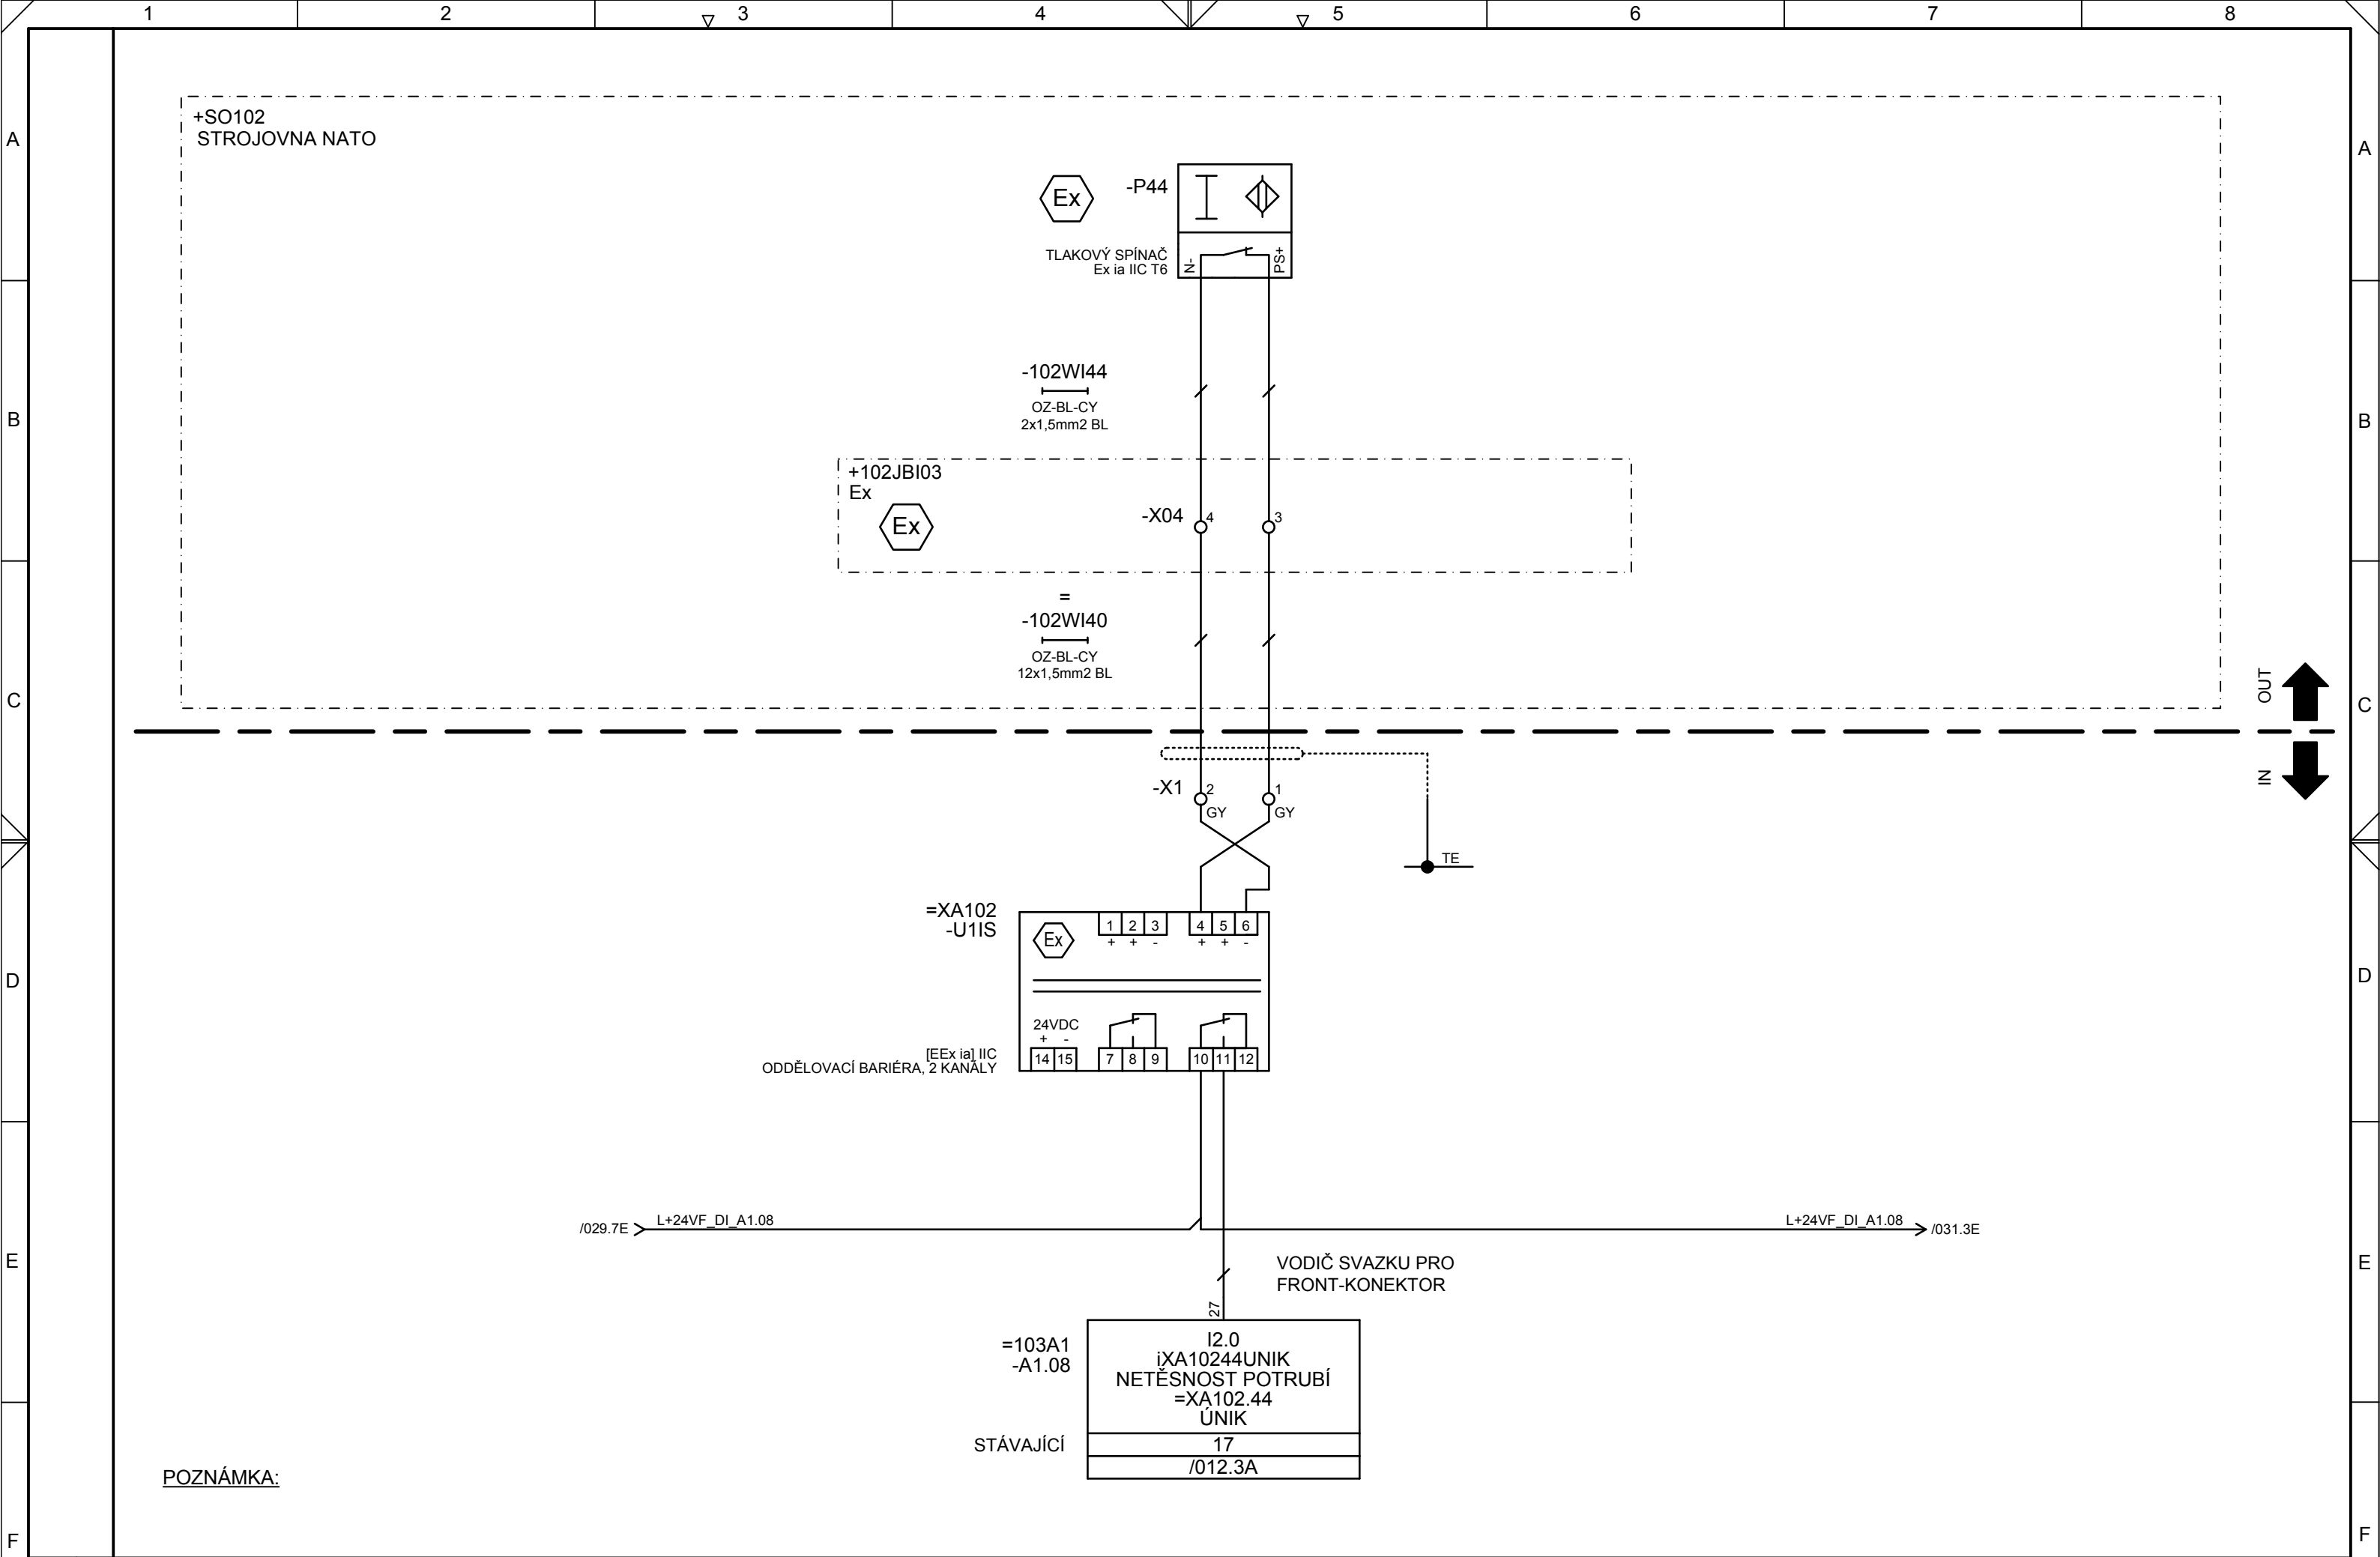 1 2 3 4 5 6 7 8
A
A
+SO102
STROJOVNA NATO
Ex
-P44
TLAKOVÝ SPÍNAČ
Ex ia IIC T6
N-
PS+
-102WI44
OZ-BL-CY
2x1,5mm2 BL
B
B
+102JBI03
Ex
Ex
-X04
4
3
=
-102WI40
OZ-BL-CY
12x1,5mm2 BL
C
C
OUT
IN
-X1
2
GY
1
GY
TE
=XA102
-U1IS
Ex
1 2 3 4 5 6
+ + - + + -
D
D
24VDC
+ -
[EEx ia] IIC
ODDĚLOVACÍ BARIÉRA, 2 KANÁLY
14 15 7 8 9 10 11 12
/029.7E
L+24VF_DI_A1.08
L+24VF_DI_A1.08
/031.3E
E
E
VODIČ SVAZKU PRO
FRONT-KONEKTOR
27
=103A1
-A1.08
I2.0
iXA10244UNIK
NETĚSNOST POTRUBÍ
=XA102.44
ÚNIK
STÁVAJÍCÍ
17
/012.3A
POZNÁMKA:
F
F